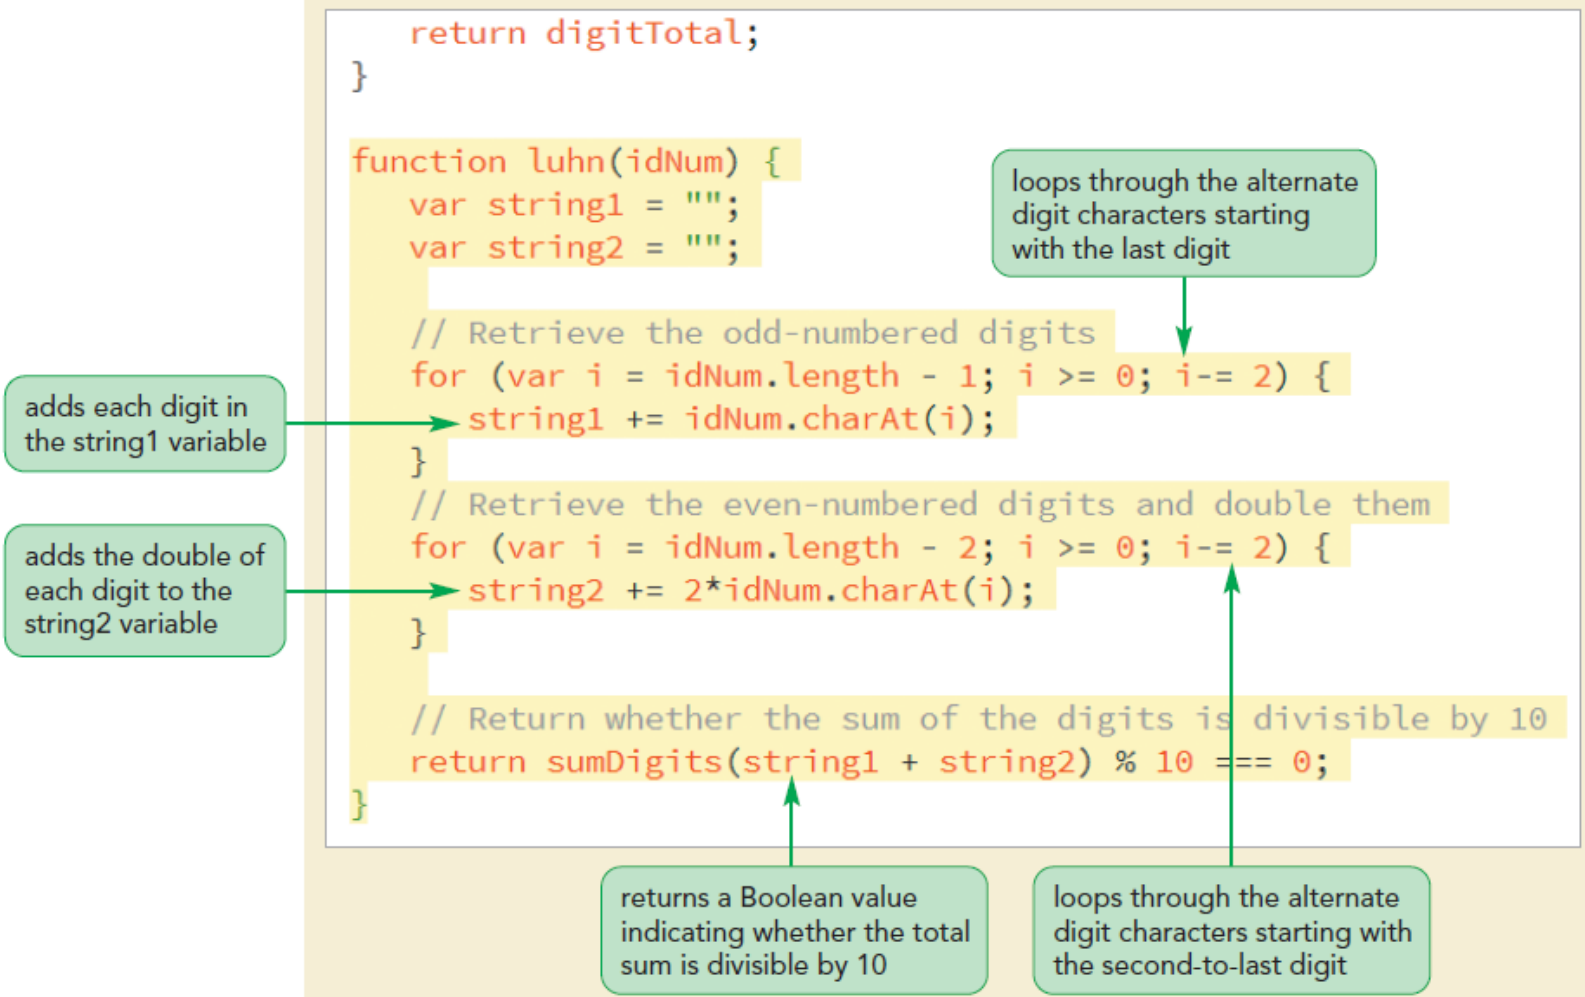 return digitTotal;
}
function luhn(idNum) {
var string1 = "";
var string2 = "";
loops through the alternate
digit characters starting
with the last digit
// Retrieve the odd-numbered digits
for (var i = idNum.length - 1; i >= 0; i-= 2) {
string1 += idNum.charAt(i);
}
adds each digit in
the string1 variable
// Retrieve the even-numbered digits and double them
for (var i = idNum.length - 2; i >= 0; i-= 2) {
string2 += 2*idNum.charAt(i);
}
adds the double of
each digit to the
string2 variable
// Return whether the sum of the digits is divisible by 10
return sumDigits(string1 + string2) % 10 === 0;
}
returns a Boolean value
indicating whether the total
sum is divisible by 10
loops through the alternate
digit characters starting with
the second-to-last digit